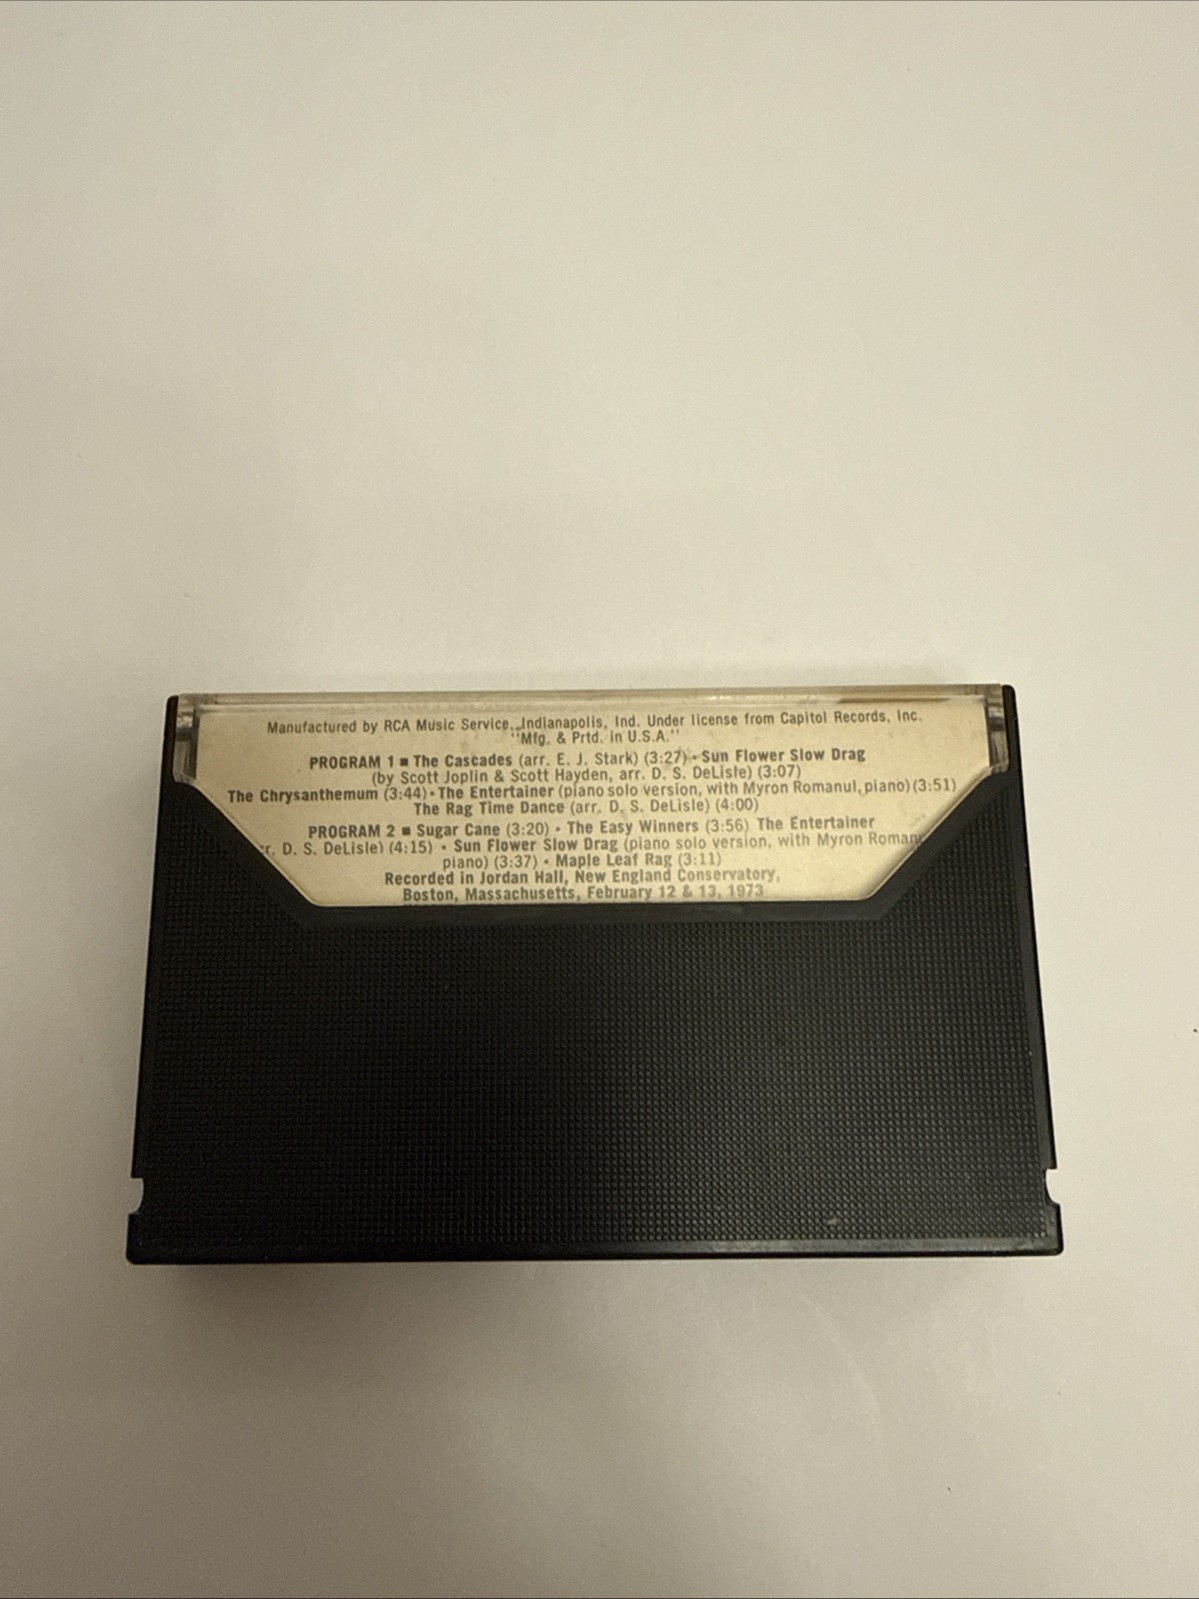 Manufactured by RCA Music Service, Indianapolis, Ind. Under license from Capitol Records, Inc.
"Mfg. & Prtd. in U.S.A."
PROGRAM 1 ■ The Cascades (arr. E. J. Stark) (3:27) • Sun Flower Slow Drag
(by Scott Joplin & Scott Hayden, arr. D. S. DeLisle) (3:07)
The Chrysanthemum (3:44) • The Entertainer (piano solo version, with Myron Romanul, piano) (3:51)
The Rag Time Dance (arr. D. S. DeLisle) (4:00)
PROGRAM 2 ■ Sugar Cane (3:20) • The Easy Winners (3:56) The Entertainer
r. D. S. DeLisle) (4:15) • Sun Flower Slow Drag (piano solo version, with Myron Roman
piano) (3:37) • Maple Leaf Rag (3:11)
Recorded in Jordan Hall, New England Conservatory,
Boston, Massachusetts, February 12 & 13, 1973